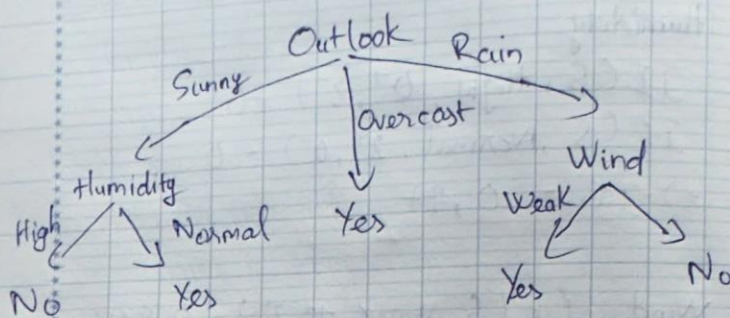 Outlook
Sunny
Rain
Overcast
Humidity
Wind
High
Normal
Yes
Weak
No
Yes
Yes
No